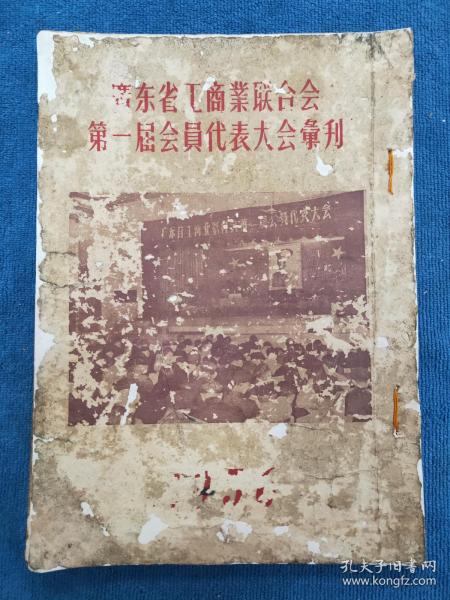 廣东省工商業联合会
第一屆会員代表大会彙刊
广东省工商業联合会第一屆会員代表大会
1956
孔夫子旧书网
www.kongfz.com